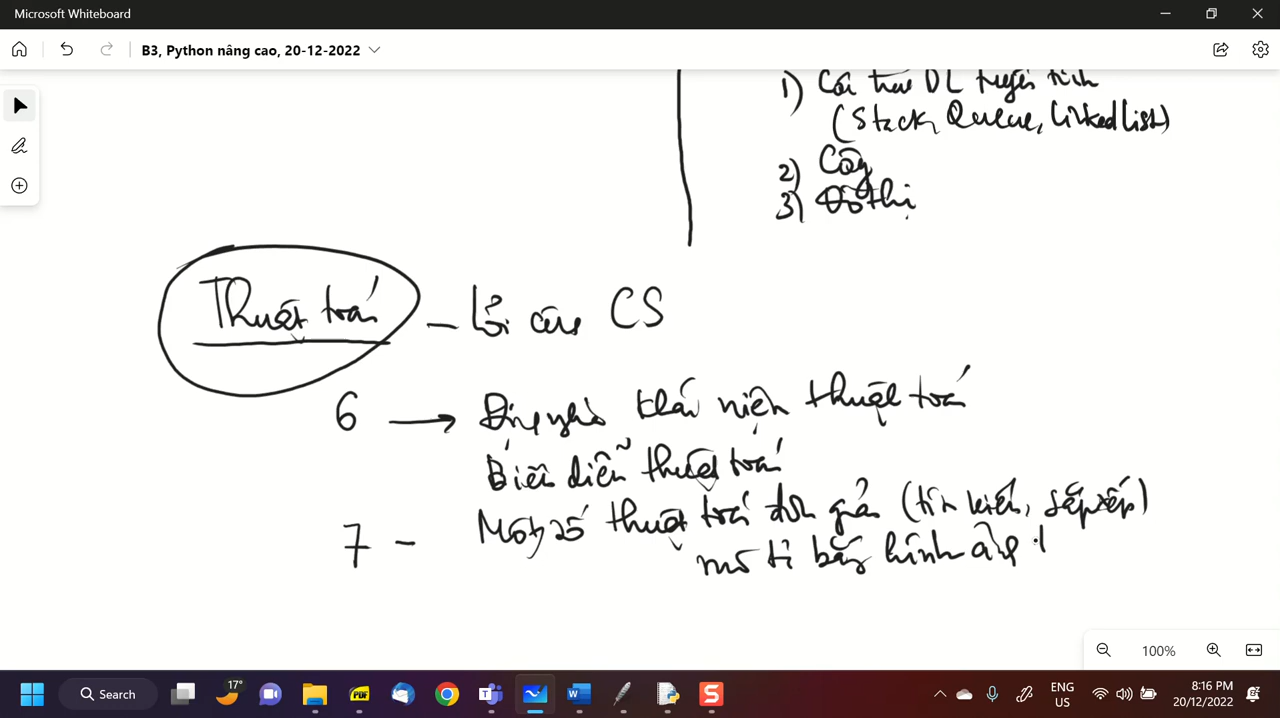 Microsoft Whiteboard
B3, Python nâng cao, 20-12-2022
1) Cấu trúc DL tuyến tính
(Stack, Queue, Linked List)
2) Cây
3) Đồ thị
Thuật toán - Lõi của CS
6 → Định nghĩa khái niệm thuật toán
Biểu diễn thuật toán
7 - Một số thuật toán đơn giản (tìm kiếm, sắp xếp)
mô tả bằng hình ảnh
100%
17°
Search
ENG
US
8:16 PM
20/12/2022